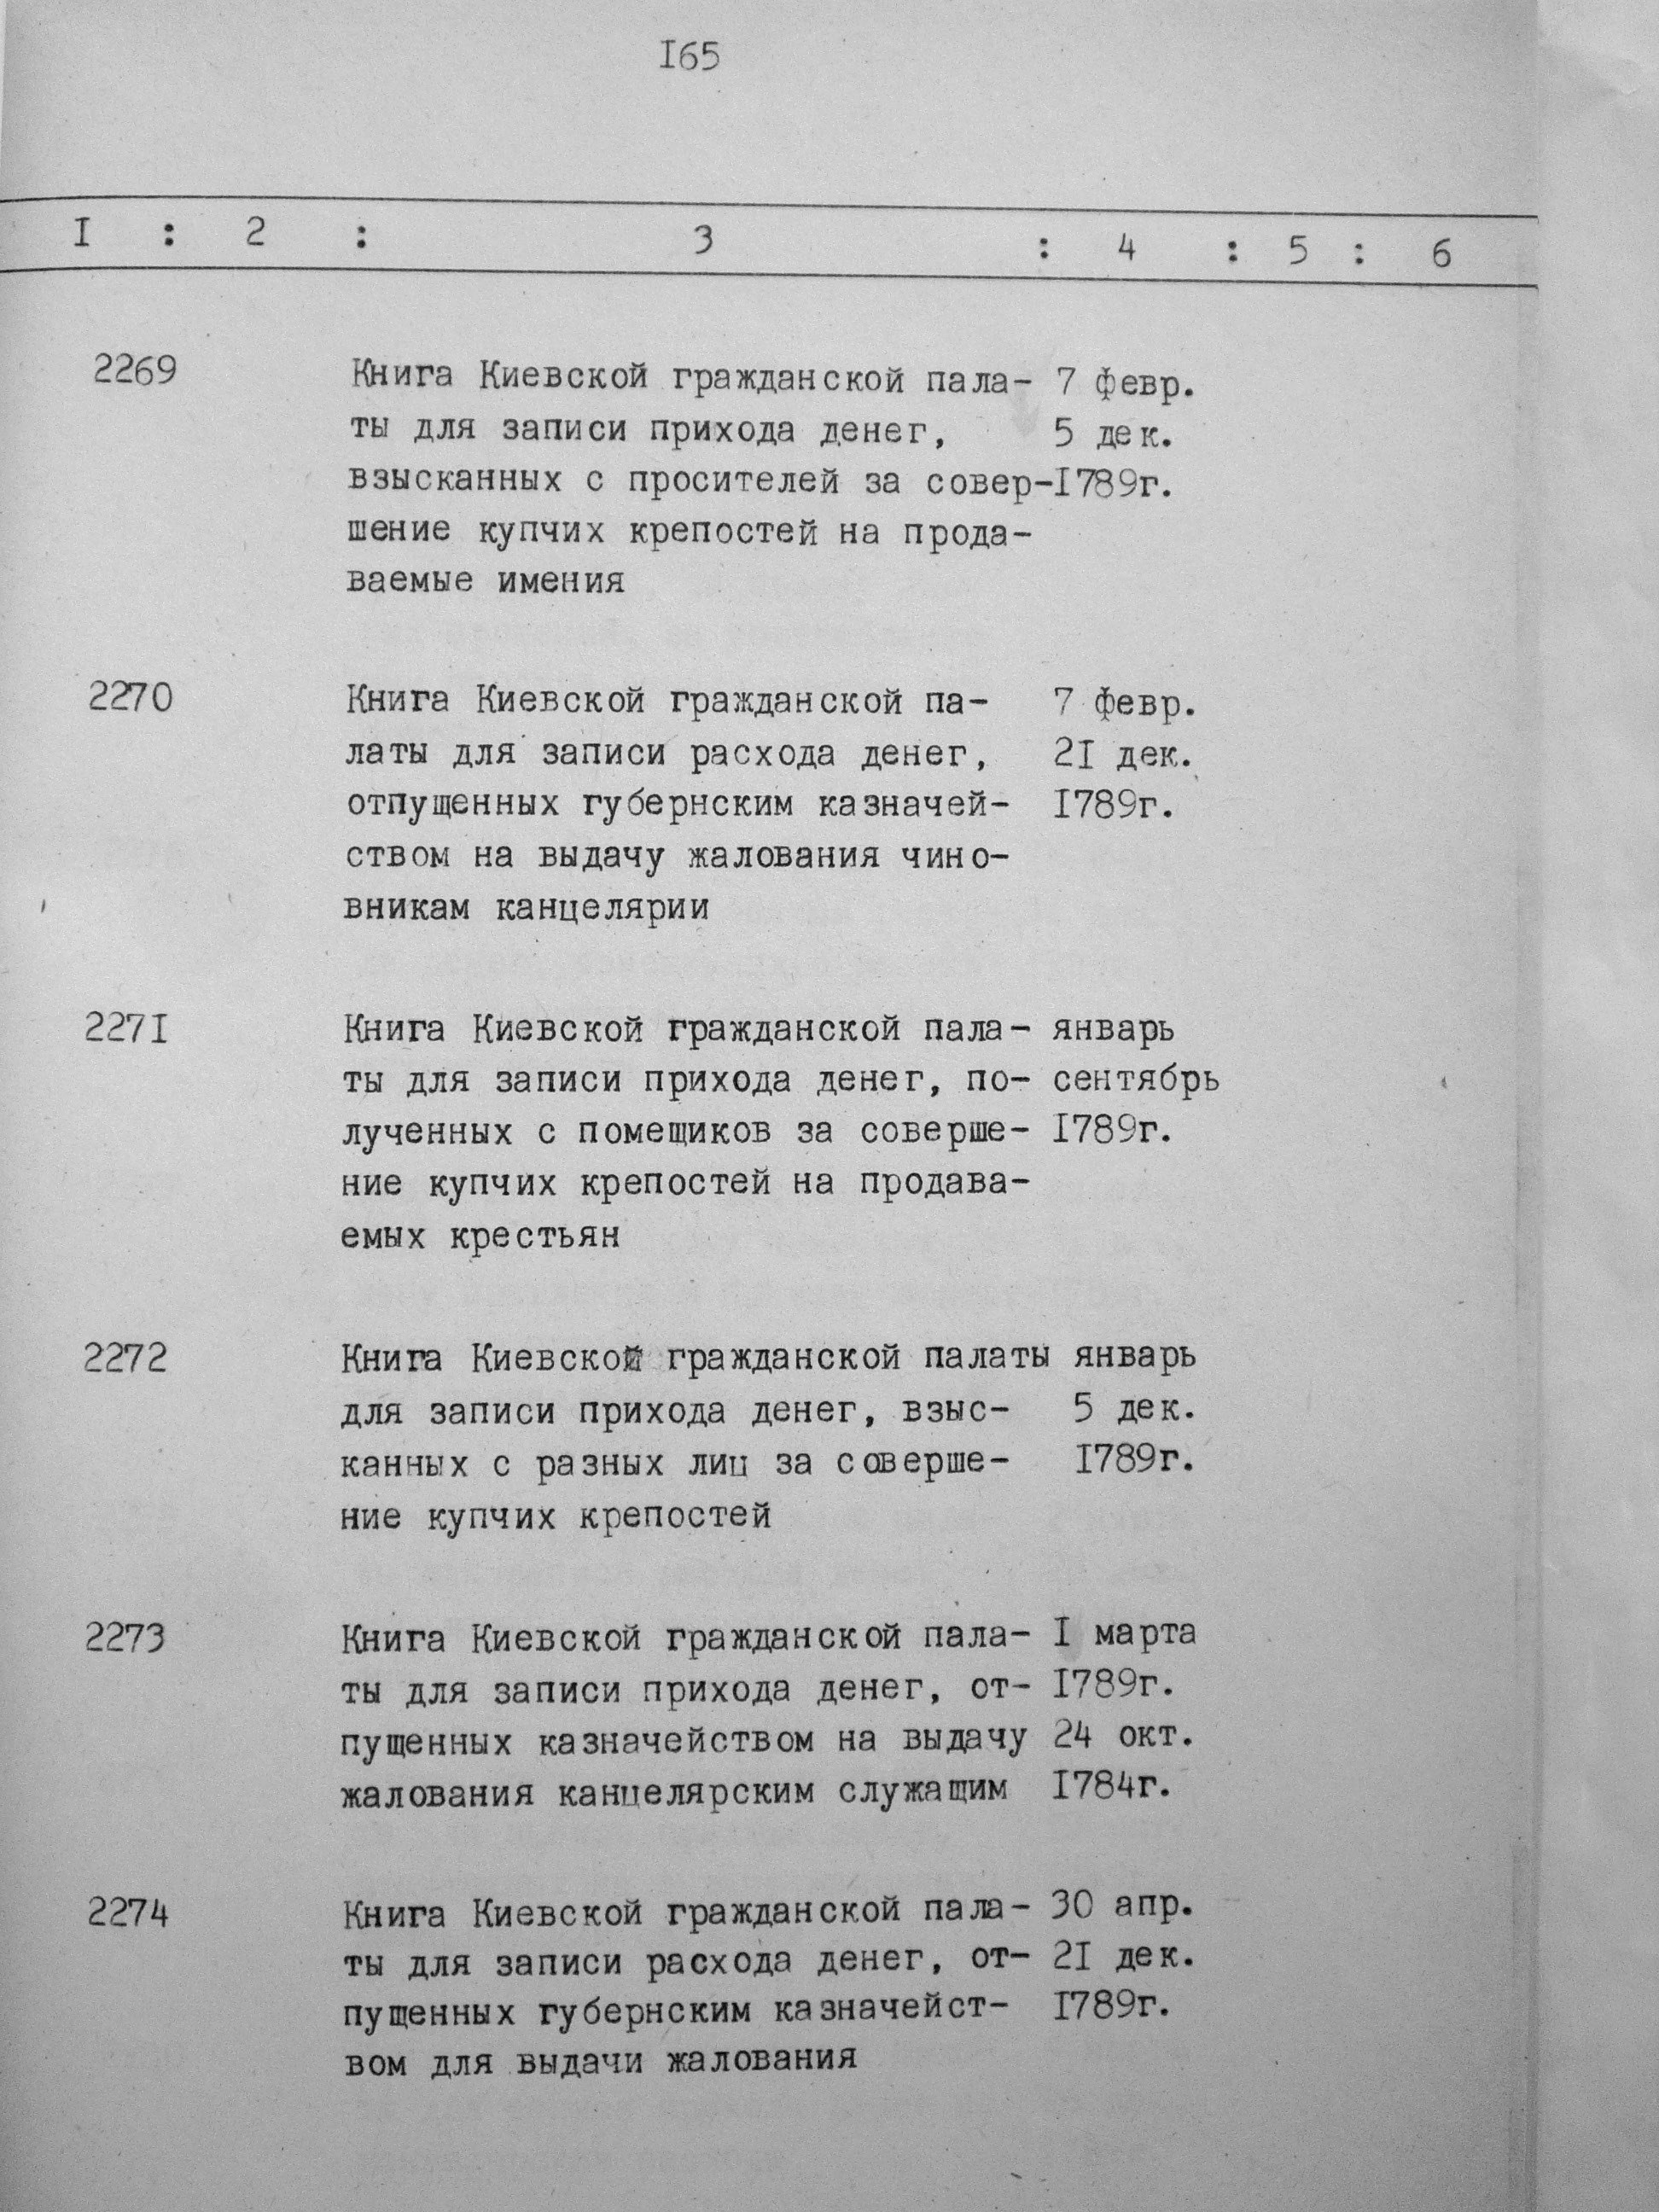 I65
I : 2 : 3 : 4 : 5 : 6
2269 Книга Киевской гражданской пала- 7 февр.
ты для записи прихода денег, 5 дек.
взысканных с просителей за совер-I789г.
шение купчих крепостей на прода-
ваемые имения
2270 Книга Киевской гражданской па- 7 февр.
латы для записи расхода денег, 2I дек.
отпущенных губернским казначей- I789г.
ством на выдачу жалования чино-
вникам канцелярии
227I Книга Киевской гражданской пала- январь
ты для записи прихода денег, по- сентябрь
лученных с помещиков за соверше- I789г.
ние купчих крепостей на продава-
емых крестьян
2272 Книга Киевской гражданской палаты январь
для записи прихода денег, взыс- 5 дек.
канных с разных лиц за соверше- I789г.
ние купчих крепостей
2273 Книга Киевской гражданской пала- I марта
ты для записи прихода денег, от- I789г.
пущенных казначейством на выдачу 24 окт.
жалования канцелярским служащим I784г.
2274 Книга Киевской гражданской пала- 30 апр.
ты для записи расхода денег, от- 2I дек.
пущенных губернским казначейст- I789г.
вом для выдачи жалования